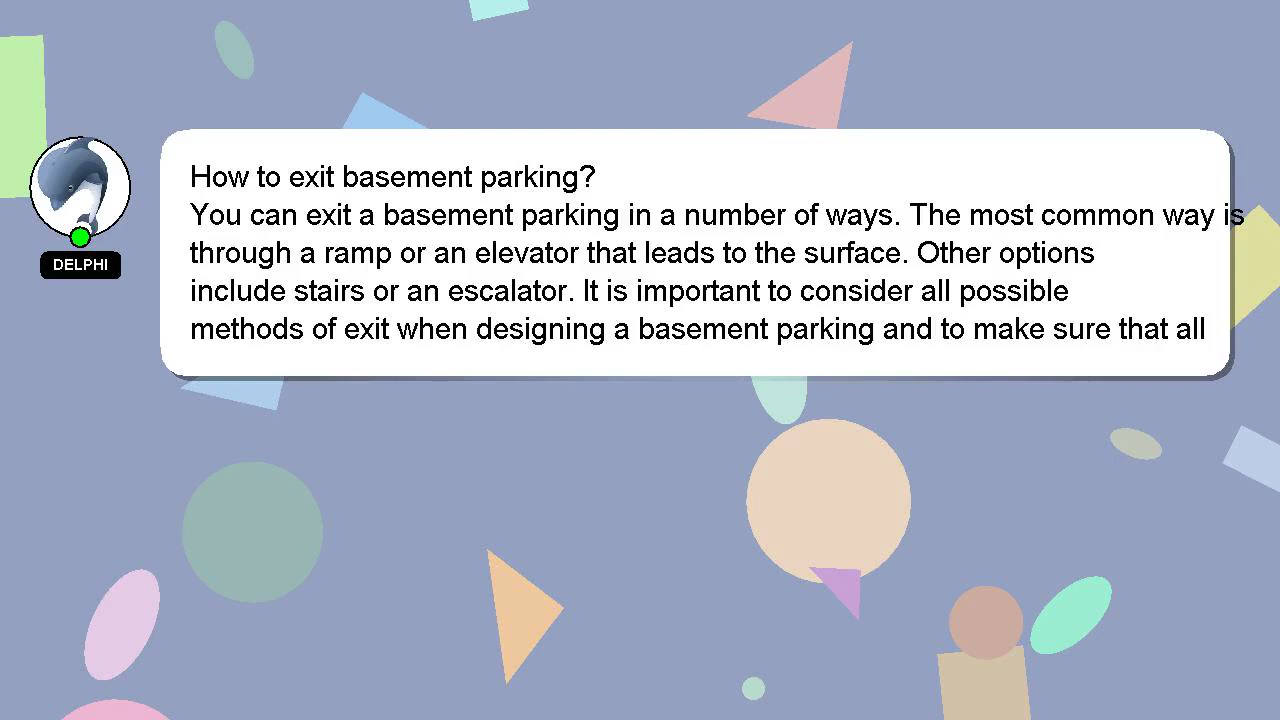 How to exit basement parking?
You can exit a basement parking in a number of ways. The most common way is
through a ramp or an elevator that leads to the surface. Other options
include stairs or an escalator. It is important to consider all possible
methods of exit when designing a basement parking and to make sure that all
DELPHI